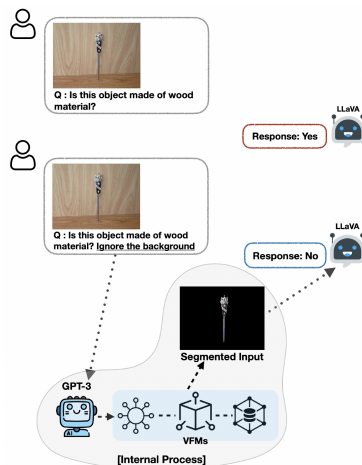 Q : Is this object made of wood
material?
LLaVA
Response: Yes
Q : Is this object made of wood
material? Ignore the background
LLaVA
Response: No
Segmented Input
GPT-3
AI
VFMs
[Internal Process]